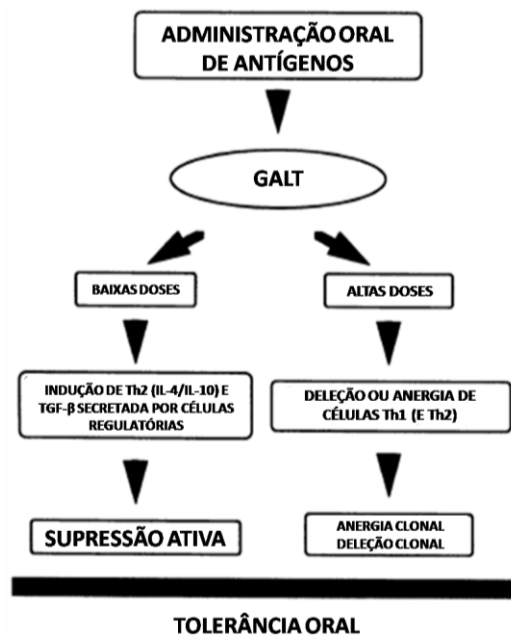 ADMINISTRAÇÃO ORAL
DE ANTÍGENOS
GALT
BAIXAS DOSES
ALTAS DOSES
INDUÇÃO DE Th2 (IL-4/IL-10) E
TGF-β SECRETADA POR CÉLULAS
REGULATÓRIAS
DELEÇÃO OU ANERGIA DE
CÉLULAS Th1 (E Th2)
SUPRESSÃO ATIVA
ANERGIA CLONAL
DELEÇÃO CLONAL
TOLERÂNCIA ORAL